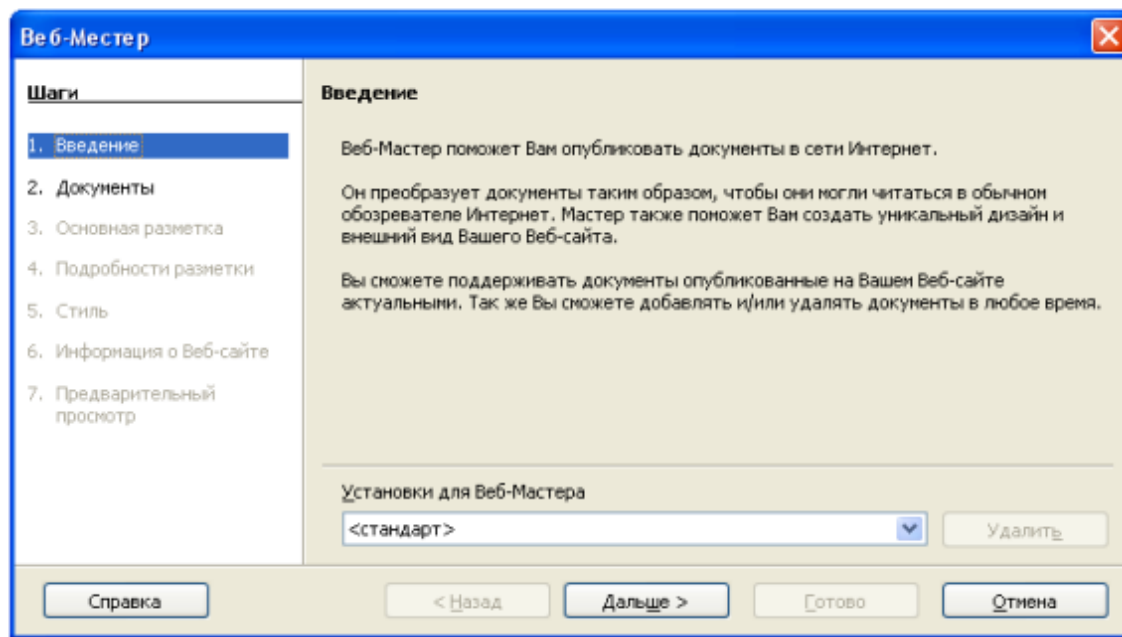 Веб-Местер
Шаги
1. Введение
2. Документы
3. Основная разметка
4. Подробности разметки
5. Стиль
6. Информация о Веб-сайте
7. Предварительный
просмотр
Введение
Веб-Мастер поможет Вам опубликовать документы в сети Интернет.
Он преобразует документы таким образом, чтобы они могли читаться в обычном
обозревателе Интернет. Мастер также поможет Вам создать уникальный дизайн и
внешний вид Вашего Веб-сайта.
Вы сможете поддерживать документы опубликованные на Вашем Веб-сайте
актуальными. Так же Вы сможете добавлять и/или удалять документы в любое время.
Установки для Веб-Мастера
<стандарт>
Удалить
Справка
< Назад
Дальше >
Готово
Отмена